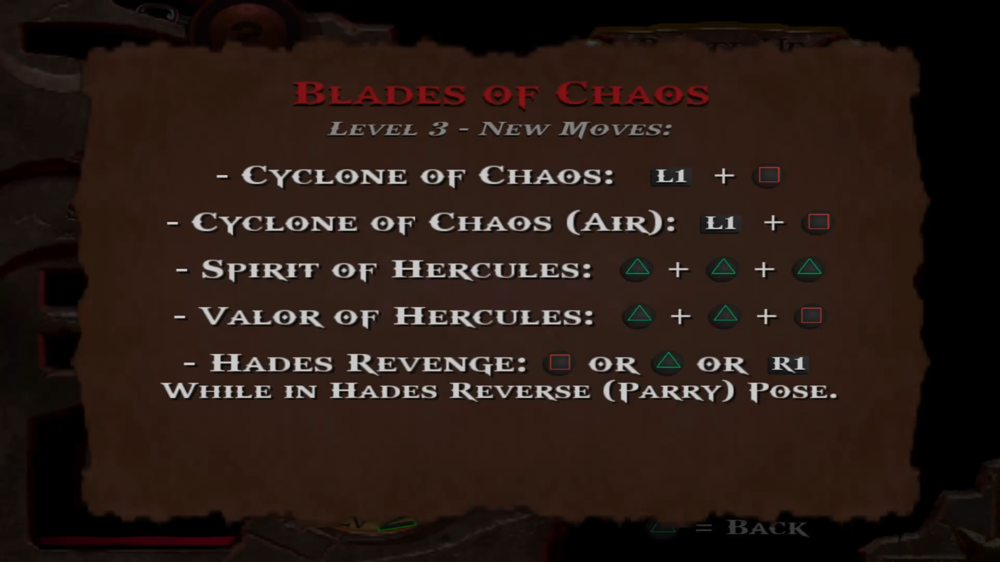 Blades of Chaos
Level 3 - New Moves:
- Cyclone of Chaos: L1 + □
- Cyclone of Chaos (Air): L1 + □
- Spirit of Hercules: △ + △ + △
- Valor of Hercules: △ + △ + □
- Hades Revenge: □ or △ or R1
While in Hades Reverse (Parry) Pose.
△ = Back